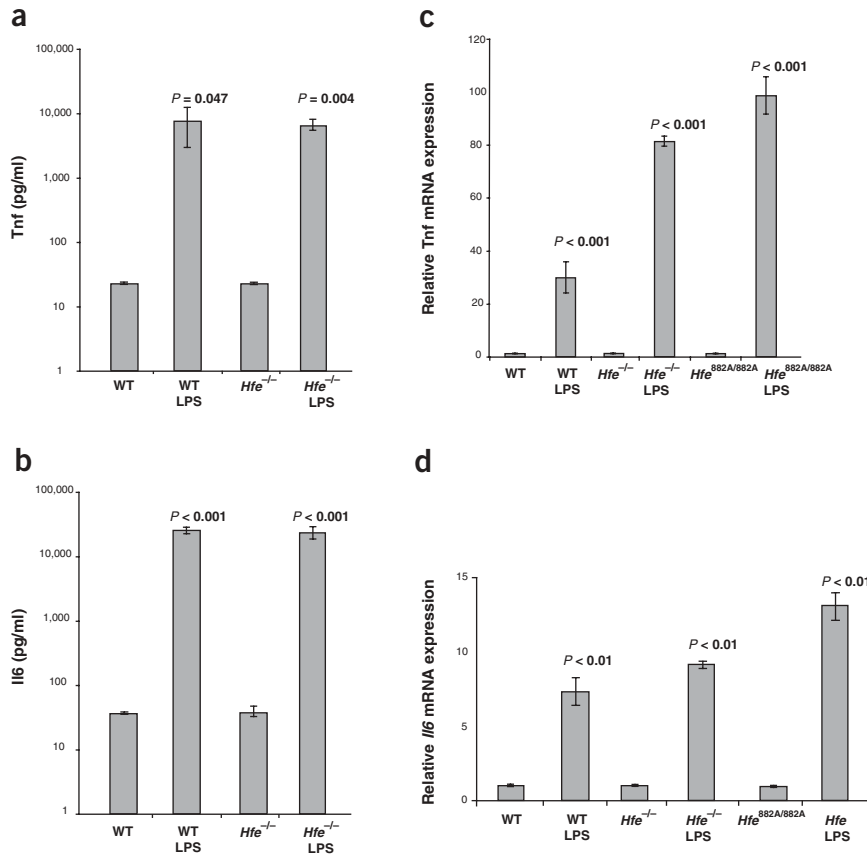 a
100,000
10,000
1,000
100
10
1
Tnf (pg/ml)
P = 0.047
P = 0.004
WT
WT
LPS
Hfe–/–
Hfe–/–
LPS
b
100,000
10,000
1,000
100
10
1
Il6 (pg/ml)
P < 0.001
P < 0.001
WT
WT
LPS
Hfe–/–
Hfe–/–
LPS
c
120
100
80
60
40
20
0
Relative Tnf mRNA expression
P < 0.001
P < 0.001
P < 0.001
WT
WT
LPS
Hfe–/–
Hfe–/–
LPS
Hfe882A/882A
Hfe882A/882A
LPS
d
15
10
5
0
Relative Il6 mRNA expression
P < 0.01
P < 0.01
P < 0.01
WT
WT
LPS
Hfe–/–
Hfe–/–
LPS
Hfe882A/882A
Hfe
LPS